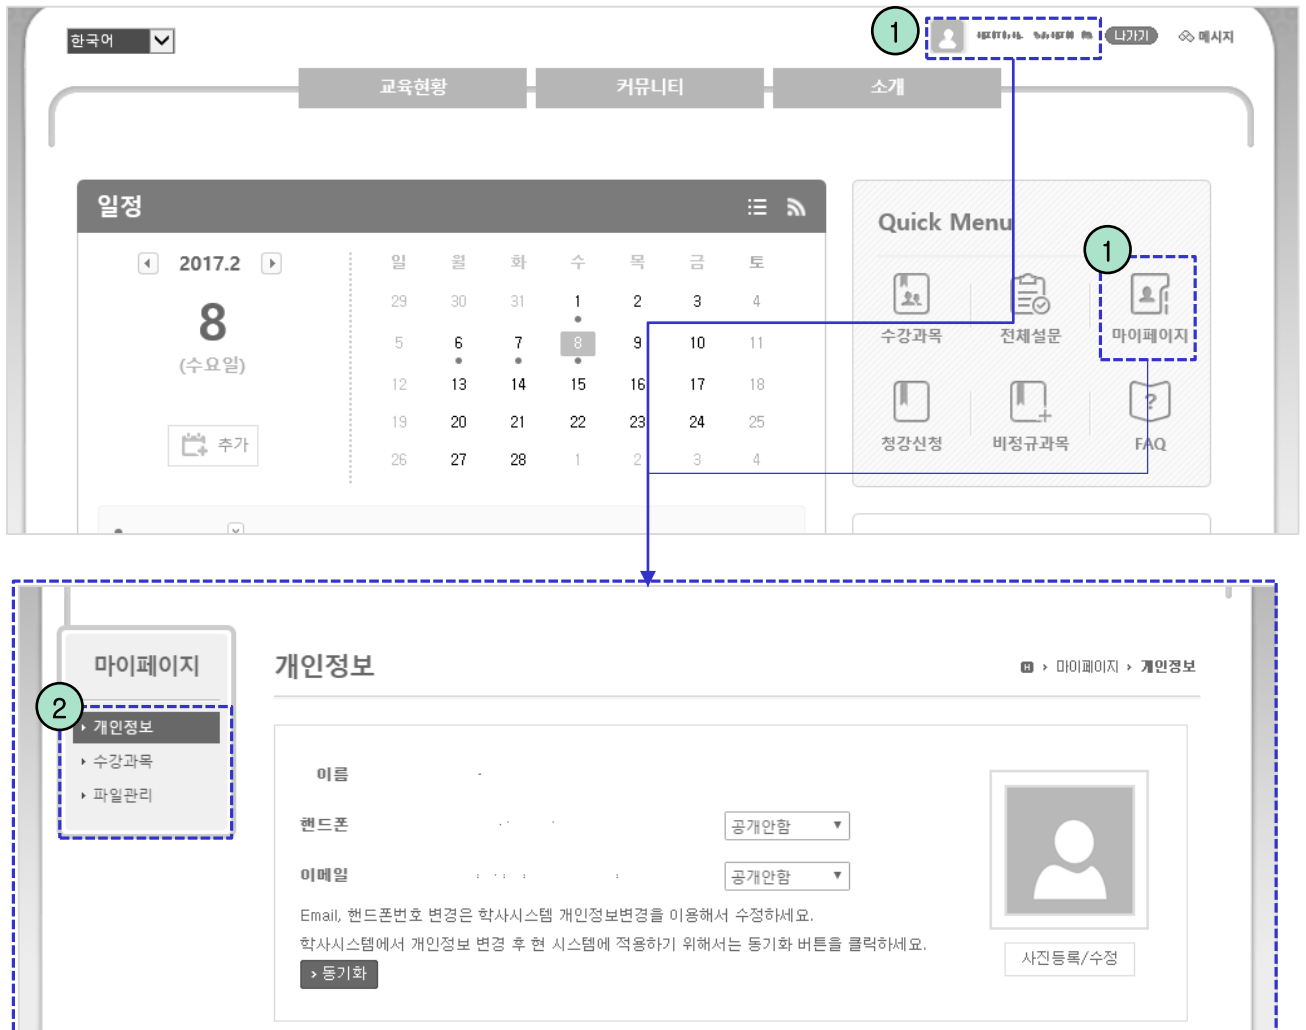 한국어
1
나가기
메시지
교육현황 커뮤니티 소개
일정
2017.2
8
(수요일)
추가
일 월 화 수 목 금 토
29 30 31 1 2 3 4
5 6 7 8 9 10 11
12 13 14 15 16 17 18
19 20 21 22 23 24 25
26 27 28 1 2 3 4
Quick Menu
1
수강과목 전체설문 마이페이지
청강신청 비정규과목 FAQ
마이페이지
2
개인정보
수강과목
파일관리
개인정보
H › 마이페이지 › 개인정보
이름
핸드폰 공개안함
이메일 공개안함
Email, 핸드폰번호 변경은 학사시스템 개인정보변경을 이용해서 수정하세요.
학사시스템에서 개인정보 변경 후 현 시스템에 적용하기 위해서는 동기화 버튼을 클릭하세요.
› 동기화
사진등록/수정